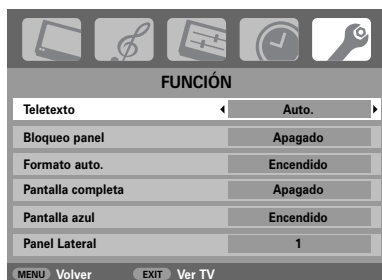 FUNCIÓN
Teletexto Auto.
Bloqueo panel Apagado
Formato auto. Encendido
Pantalla completa Apagado
Pantalla azul Encendido
Panel Lateral 1
MENU Volver EXIT Ver TV